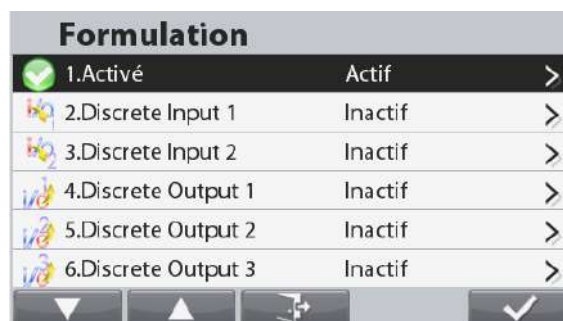 Formulation
1.Activé Actif >
2.Discrete Input 1 Inactif >
3.Discrete Input 2 Inactif >
4.Discrete Output 1 Inactif >
5.Discrete Output 2 Inactif >
6.Discrete Output 3 Inactif >